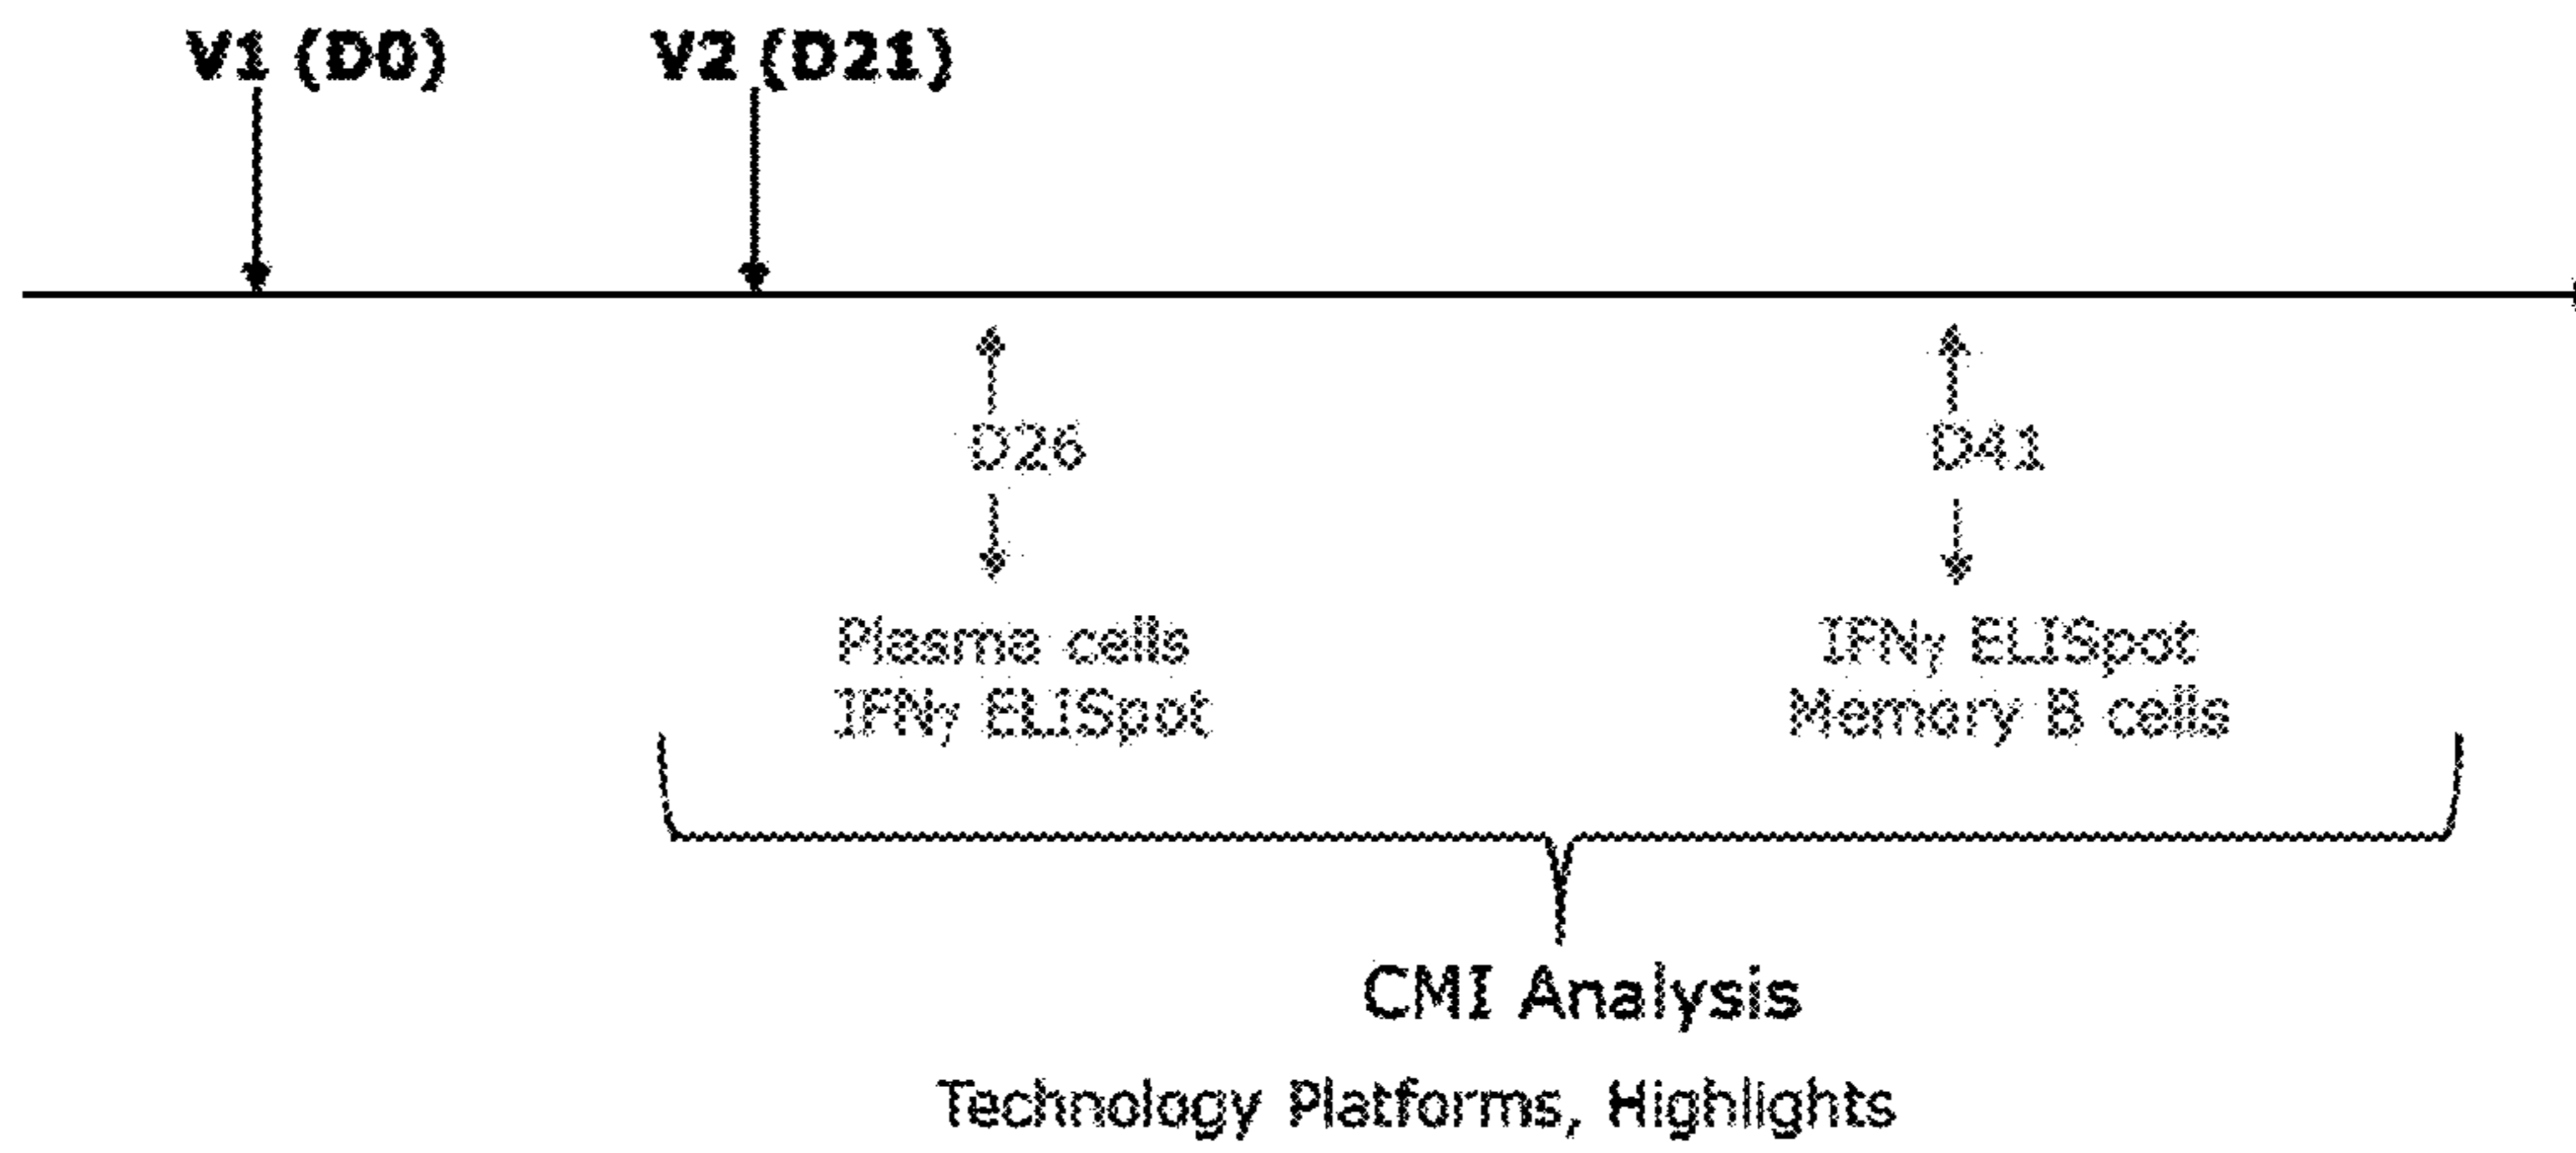 V1 (D0)
V2 (D21)
D26
D41
Plasma cells
IFNγ ELISpot
IFNγ ELISpot
Memory B cells
CMI Analysis
Technology Platforms, Highlights